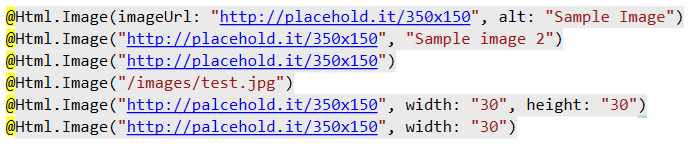 @Html.Image(imageUrl: "http://placehold.it/350x150", alt: "Sample Image")
@Html.Image("http://placehold.it/350x150", "Sample image 2")
@Html.Image("http://placehold.it/350x150")
@Html.Image("/images/test.jpg")
@Html.Image("http://palcehold.it/350x150", width: "30", height: "30")
@Html.Image("http://palcehold.it/350x150", width: "30")